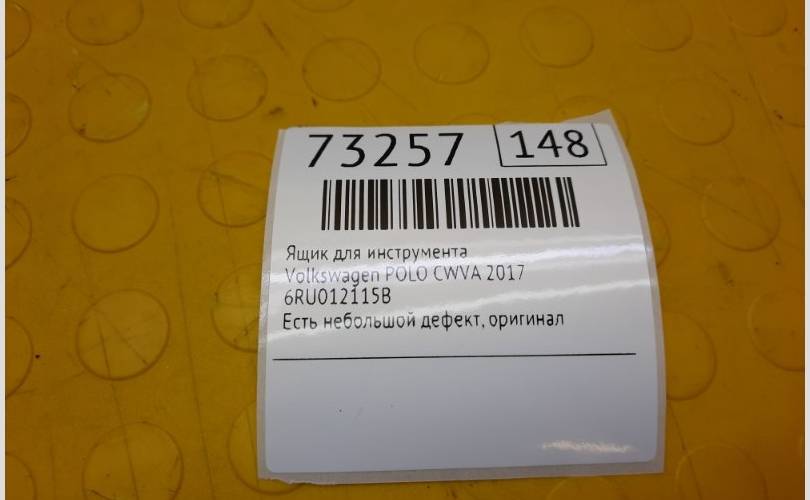 73257 148
Ящик для инструмента
Volkswagen POLO CWVA 2017
6RU012115B
Есть небольшой дефект, оригинал